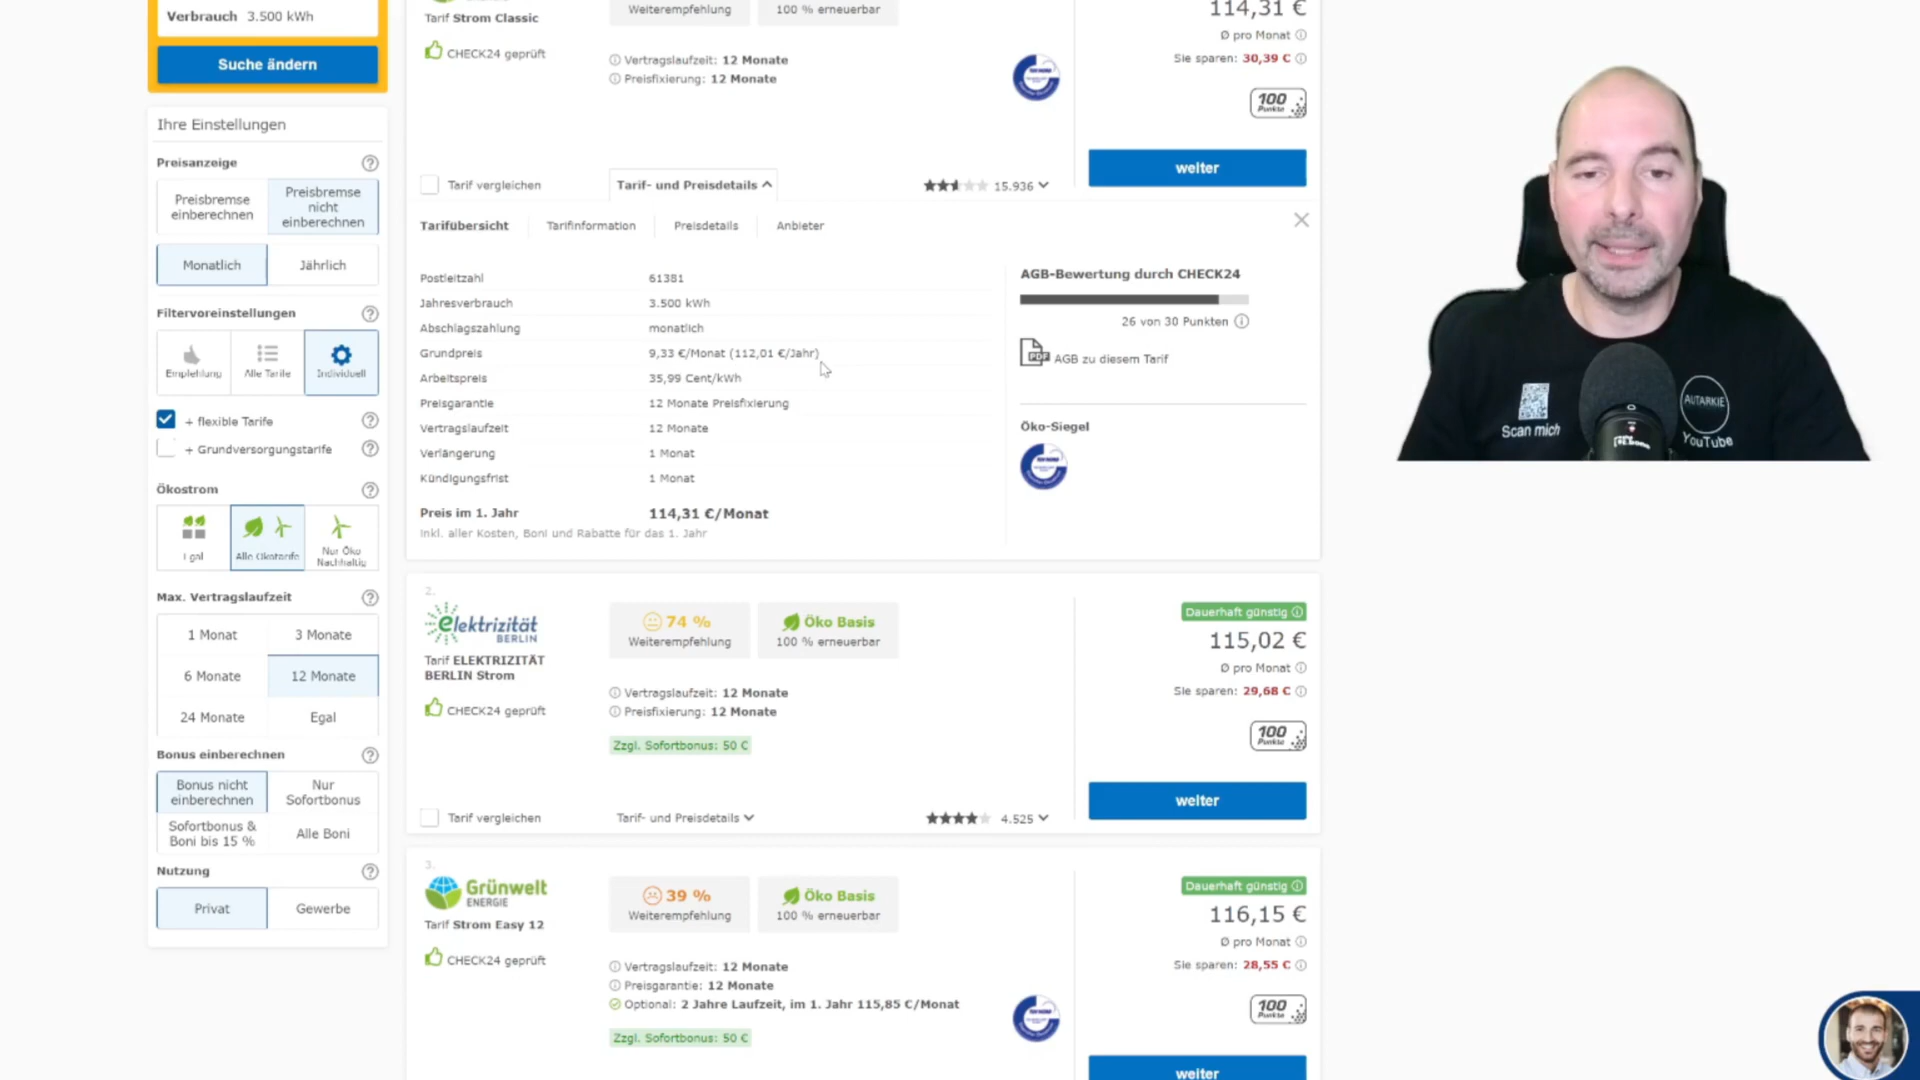 Verbrauch 3.500 kWh
Suche ändern
Ihre Einstellungen
Preisanzeige
Preisbremse einberechnen
Preisbremse nicht einberechnen
Monatlich
Jährlich
Filtervoreinstellungen
Empfehlung
Alle Tarife
Individuell
+ flexible Tarife
+ Grundversorgungstarife
Ökostrom
Egal
Alle Ökotarife
Nur Öko Nachhaltig
Max. Vertragslaufzeit
1 Monat
3 Monate
6 Monate
12 Monate
24 Monate
Egal
Bonus einberechnen
Bonus nicht einberechnen
Nur Sofortbonus
Sofortbonus & Boni bis 15 %
Alle Boni
Nutzung
Privat
Gewerbe
Tarif Strom Classic
CHECK24 geprüft
Weiterempfehlung
100 % erneuerbar
Vertragslaufzeit: 12 Monate
Preisfixierung: 12 Monate
114,31 €
Ø pro Monat
Sie sparen: 30,39 €
100 Punkte
weiter
Tarif vergleichen
Tarif- und Preisdetails
15.936
Tarifübersicht
Tarifinformation
Preisdetails
Anbieter
Postleitzahl 61381
Jahresverbrauch 3.500 kWh
Abschlagszahlung monatlich
Grundpreis 9,33 €/Monat (112,01 €/Jahr)
Arbeitspreis 35,99 Cent/kWh
Preisgarantie 12 Monate Preisfixierung
Vertragslaufzeit 12 Monate
Verlängerung 1 Monat
Kündigungsfrist 1 Monat
Preis im 1. Jahr 114,31 €/Monat
Inkl. aller Kosten, Boni und Rabatte für das 1. Jahr
AGB-Bewertung durch CHECK24
26 von 30 Punkten
PDF AGB zu diesem Tarif
Öko-Siegel
2.
elektrizität
BERLIN
Tarif ELEKTRIZITÄT
BERLIN Strom
CHECK24 geprüft
74 %
Weiterempfehlung
Öko Basis
100 % erneuerbar
Vertragslaufzeit: 12 Monate
Preisfixierung: 12 Monate
Zzgl. Sofortbonus: 50 €
Dauerhaft günstig
115,02 €
Ø pro Monat
Sie sparen: 29,68 €
100 Punkte
weiter
Tarif vergleichen
Tarif- und Preisdetails
4.525
3.
Grünwelt
ENERGIE
Tarif Strom Easy 12
CHECK24 geprüft
39 %
Weiterempfehlung
Öko Basis
100 % erneuerbar
Vertragslaufzeit: 12 Monate
Preisgarantie: 12 Monate
Optional: 2 Jahre Laufzeit, im 1. Jahr 115,85 €/Monat
Zzgl. Sofortbonus: 50 €
Dauerhaft günstig
116,15 €
Ø pro Monat
Sie sparen: 28,55 €
100 Punkte
weiter
Scan mich
AUTARKIE
YouTube